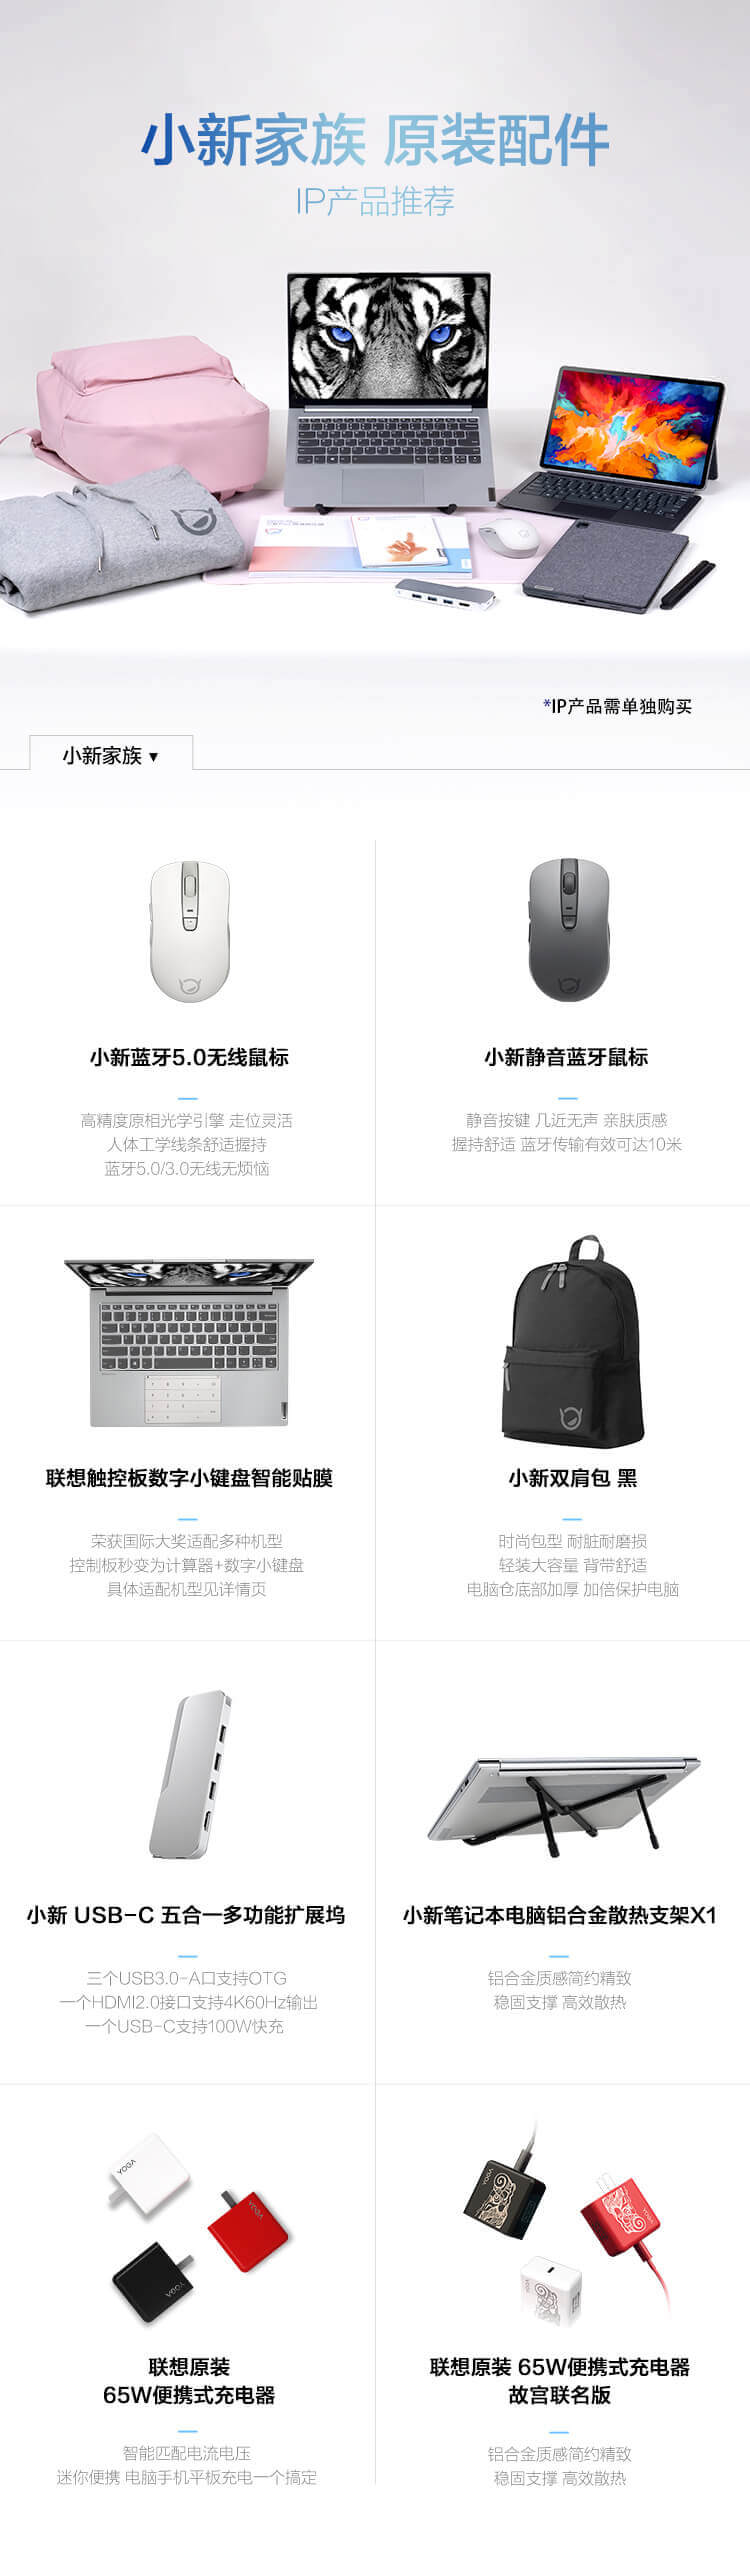 小新家族 原装配件
IP产品推荐
*IP产品需单独购买
小新家族 ▼
小新蓝牙5.0无线鼠标
高精度原相光学引擎 走位灵活
人体工学线条舒适握持
蓝牙5.0/3.0无线无烦恼
小新静音蓝牙鼠标
静音按键 几近无声 亲肤质感
握持舒适 蓝牙传输有效可达10米
联想触控板数字小键盘智能贴膜
荣获国际大奖适配多种机型
控制板秒变为计算器+数字小键盘
具体适配机型见详情页
小新双肩包 黑
时尚包型 耐脏耐磨损
轻装大容量 背带舒适
电脑仓底部加厚 加倍保护电脑
小新 USB-C 五合一多功能扩展坞
三个USB3.0-A口支持OTG
一个HDMI2.0接口支持4K60Hz输出
一个USB-C支持100W快充
小新笔记本电脑铝合金散热支架X1
铝合金质感简约精致
稳固支撑 高效散热
YOGA
YOGA
YOGA
联想原装
65W便携式充电器
智能匹配电流电压
迷你便携 电脑手机平板充电一个搞定
YOGA
YOGA
YOGA
联想原装 65W便携式充电器
故宫联名版
铝合金质感简约精致
稳固支撑 高效散热